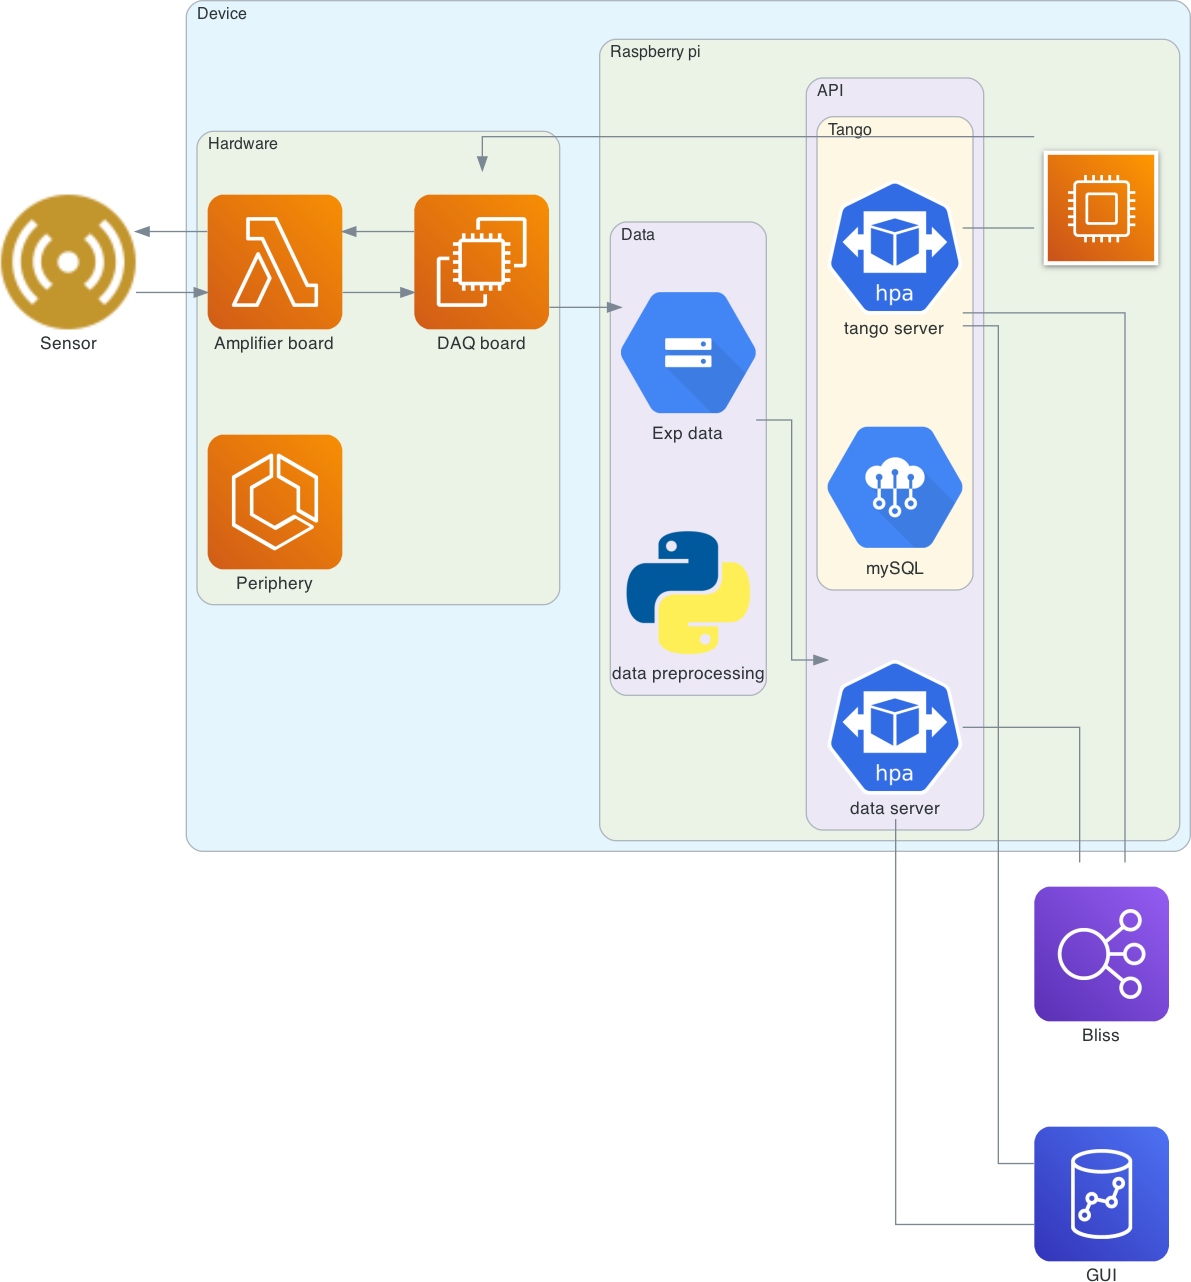 Device
Raspberry pi
API
Tango
Hardware
Data
hpa
tango server
Sensor
Amplifier board
DAQ board
Exp data
mySQL
Periphery
data preprocessing
hpa
data server
Bliss
GUI